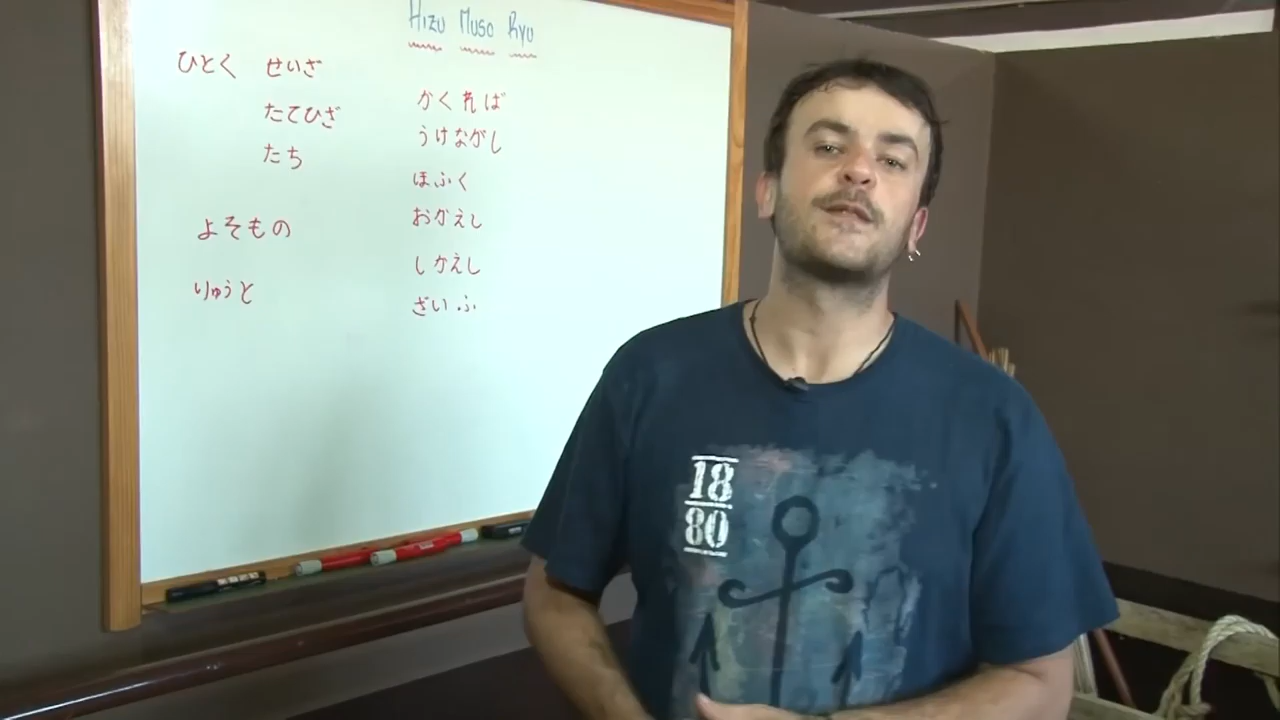 Hizu Muso Ryu
ひとく せいざ
たてひざ
たち
よそもの
りゅうと
かくれば
うけながし
ほふく
おがえし
しかえし
ざいふ
18
80